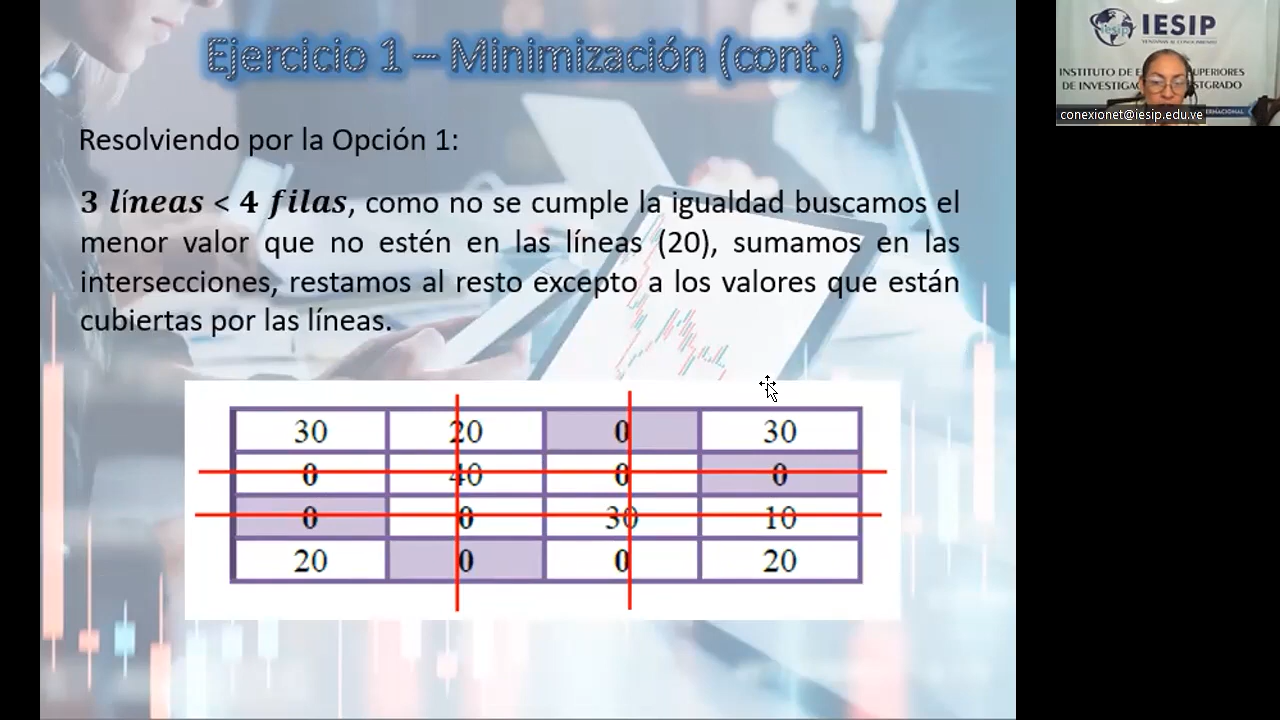 Ejercicio 1 – Minimización (cont.)
Resolviendo por la Opción 1:
3 líneas < 4 filas, como no se cumple la igualdad buscamos el
menor valor que no estén en las líneas (20), sumamos en las
intersecciones, restamos al resto excepto a los valores que están
cubiertas por las líneas.
30 20 0 30
0 40 0 0
0 0 30 10
20 0 0 20
IESIP
INSTITUTO DE
SUPERIORES
DE
conexionet@iesip.edu.ve